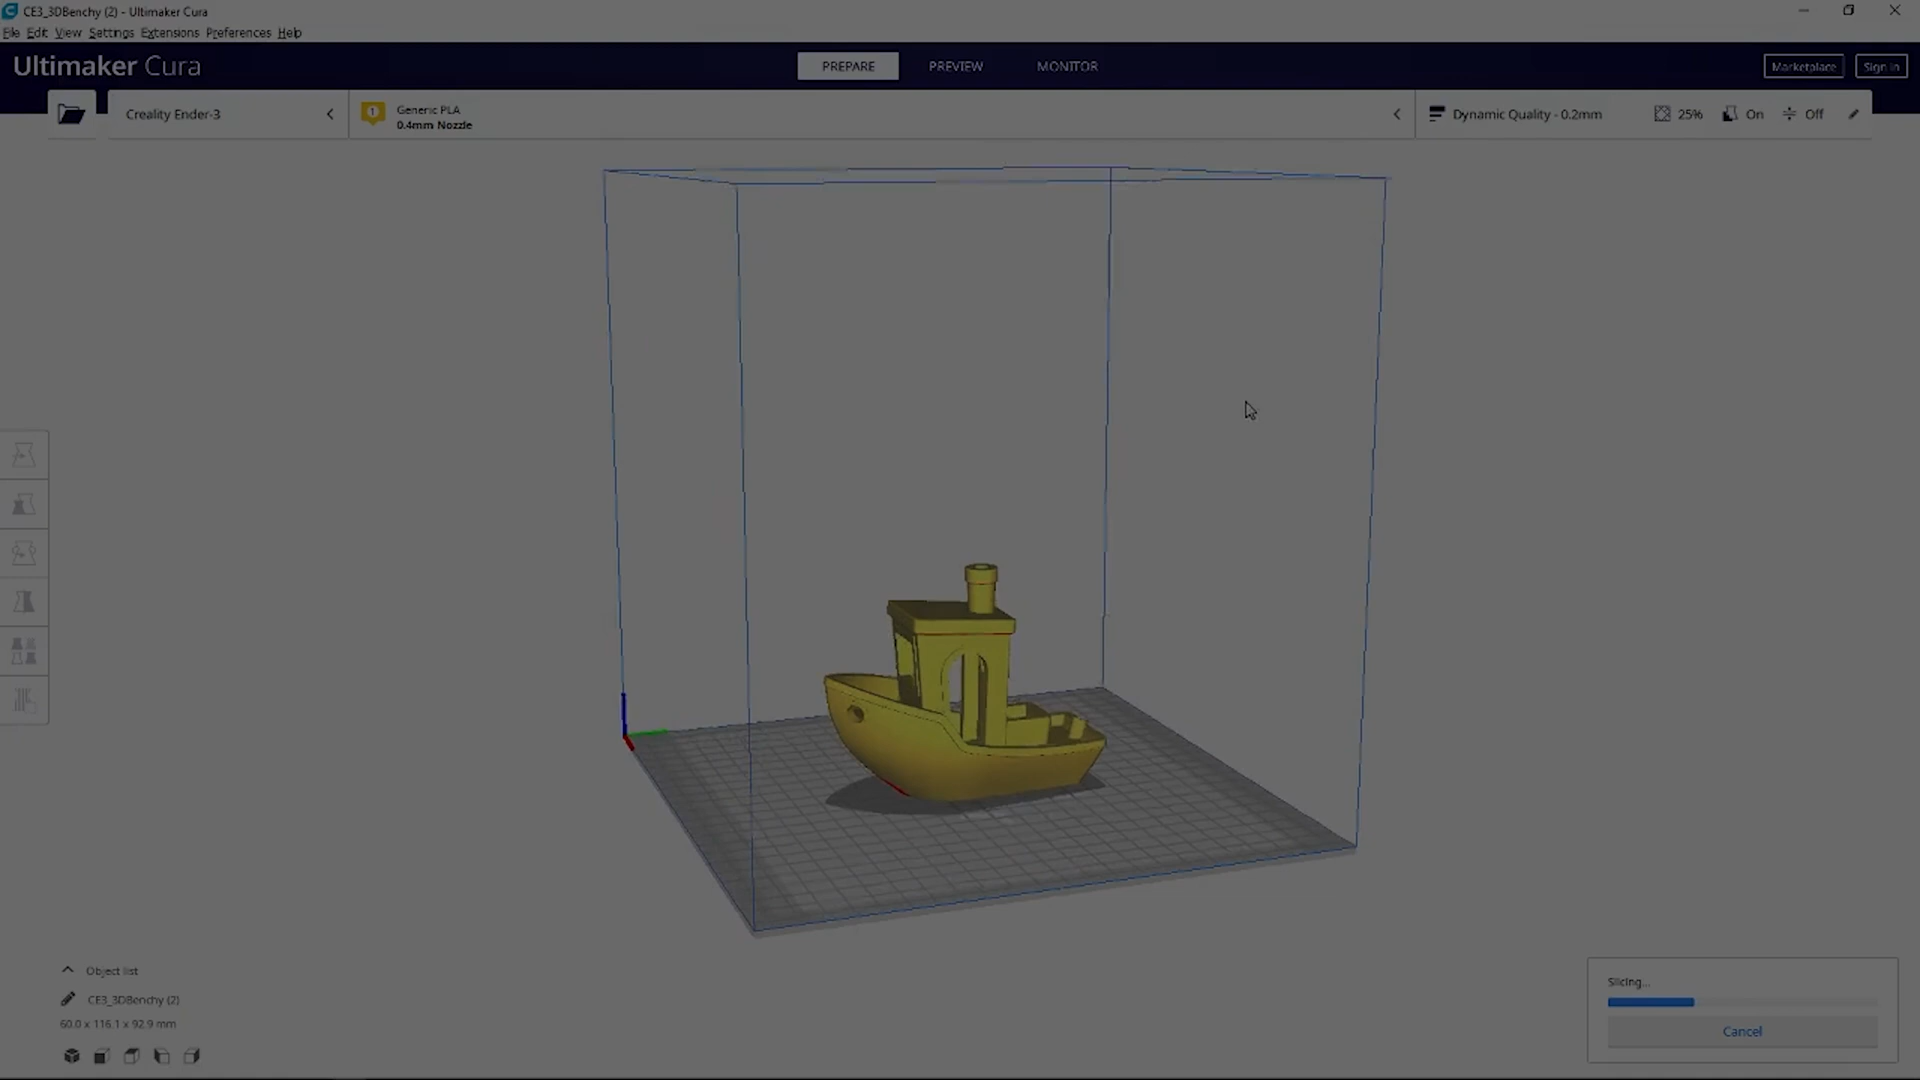 CE3_3DBenchy (2) - Ultimaker Cura
File Edit View Settings Extensions Preferences Help
Ultimaker Cura
PREPARE
PREVIEW
MONITOR
Marketplace
Sign in
Creality Ender-3
1
Generic PLA
0.4mm Nozzle
Dynamic Quality - 0.2mm
25%
On
Off
Object list
CE3_3DBenchy (2)
60.0 x 116.1 x 92.9 mm
Slicing...
Cancel